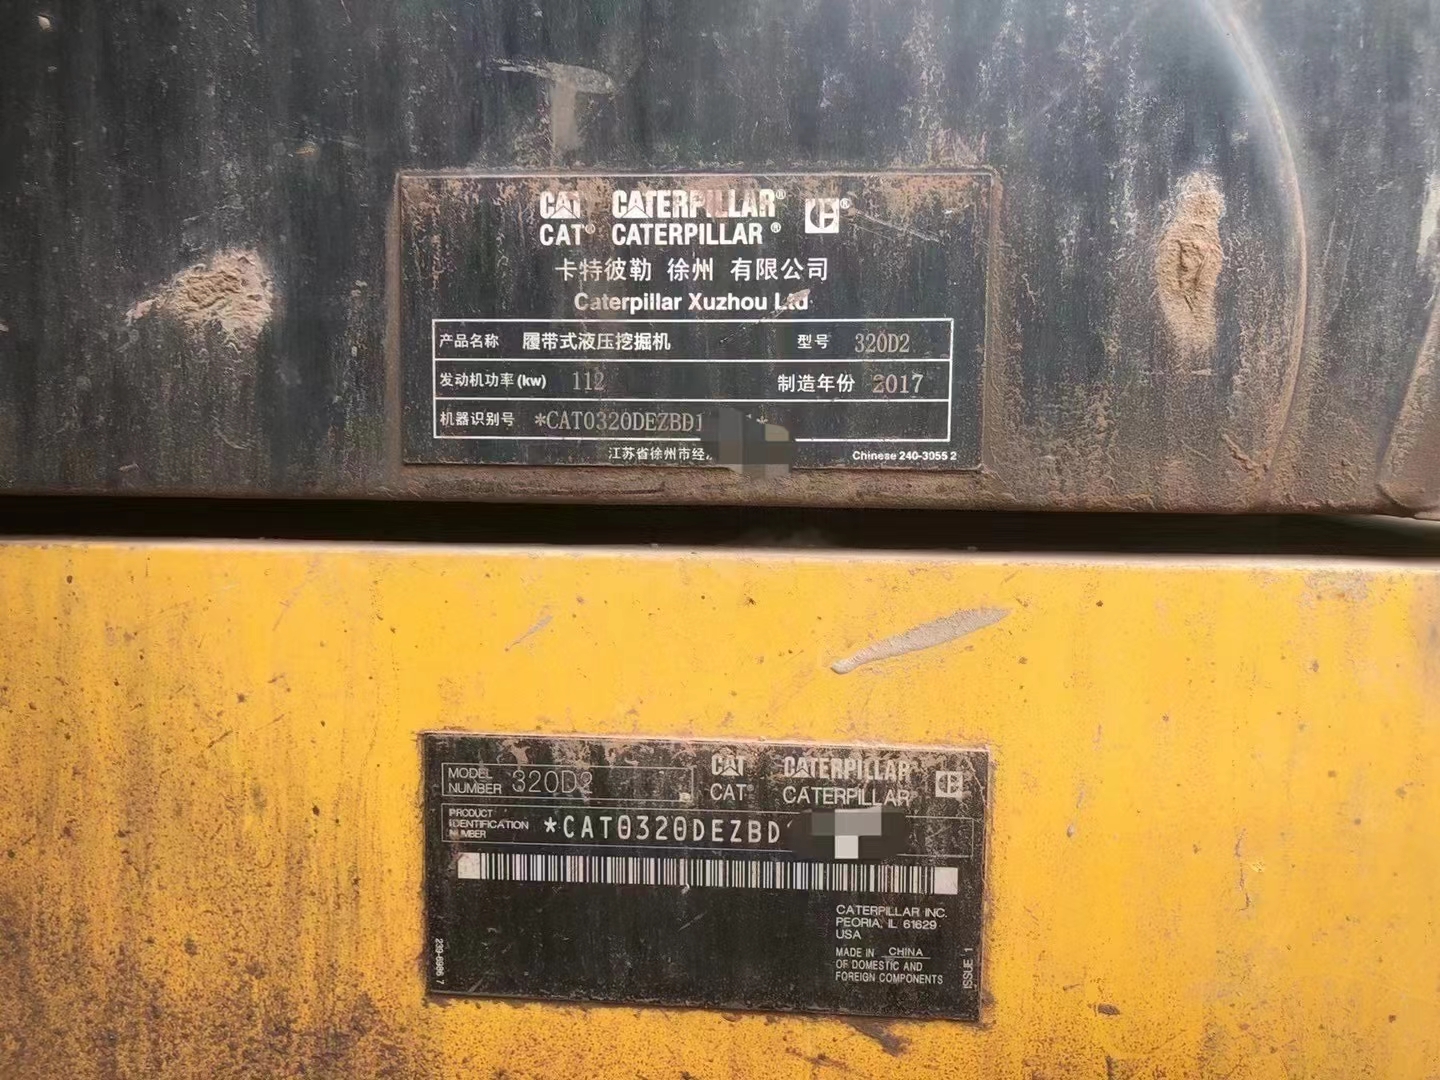 CAT CATERPILLAR®
CAT® CATERPILLAR®
卡特彼勒 徐州 有限公司
Caterpillar Xuzhou Ltd
产品名称 履带式液压挖掘机 型号 320D2
发动机功率(kw) 112 制造年份 2017
机器识别号 *CAT0320DEZBD1 1*
江苏省徐州市经
Chinese 240-3055 2
MODEL NUMBER 320D2
CAT CATERPILLAR
CAT® CATERPILLAR®
PRODUCT IDENTIFICATION NUMBER *CAT0320DEZBD
CATERPILLAR INC.
PEORIA, IL 61629
USA
MADE IN CHINA
OF DOMESTIC AND
FOREIGN COMPONENTS
239-6986 7
ISSUE 1